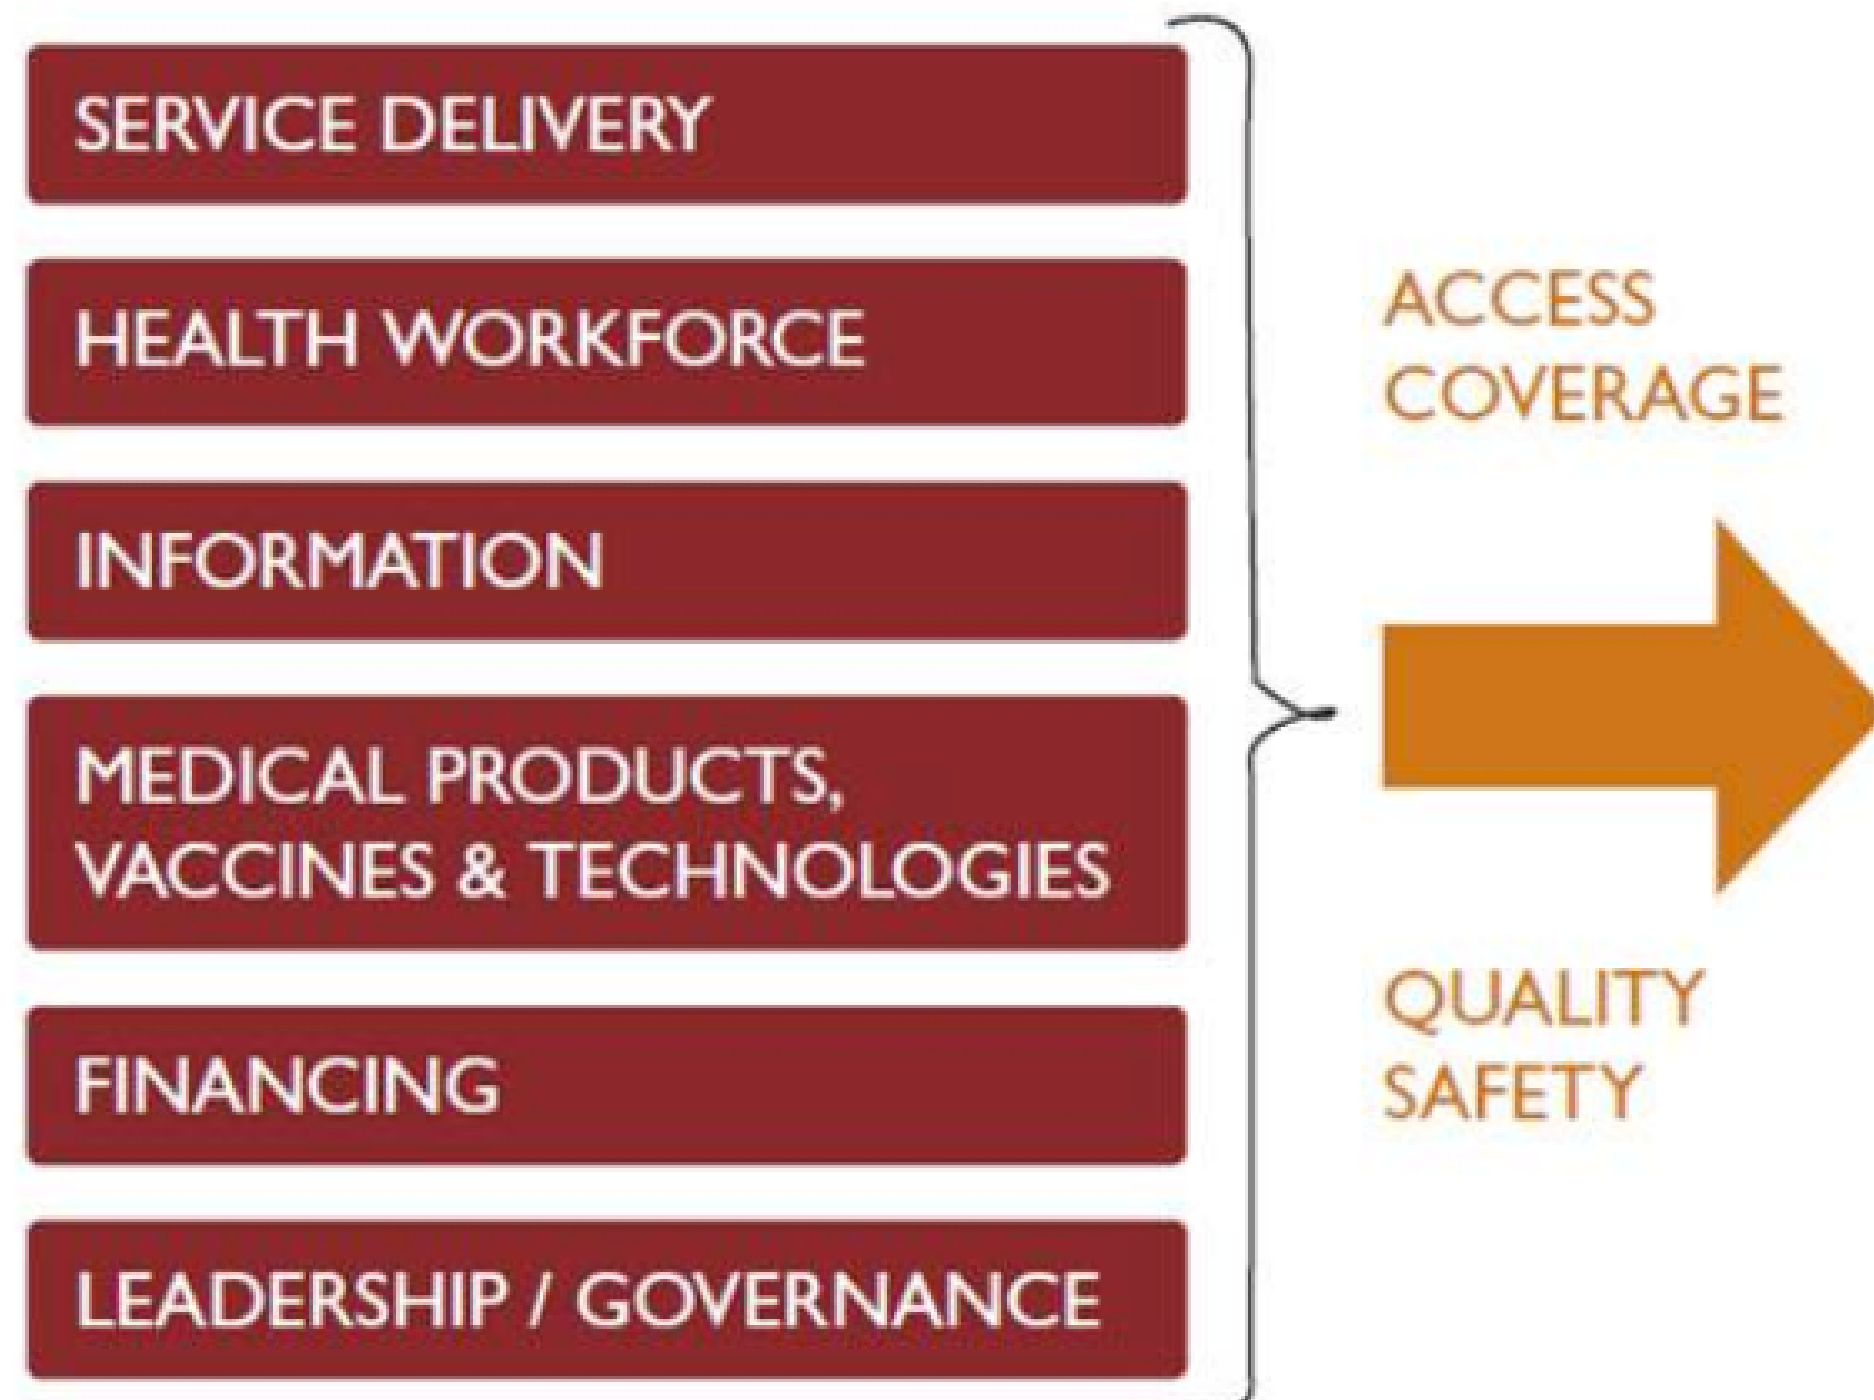 SERVICE DELIVERY
HEALTH WORKFORCE
INFORMATION
MEDICAL PRODUCTS,
VACCINES & TECHNOLOGIES
FINANCING
LEADERSHIP / GOVERNANCE
ACCESS
COVERAGE
QUALITY
SAFETY